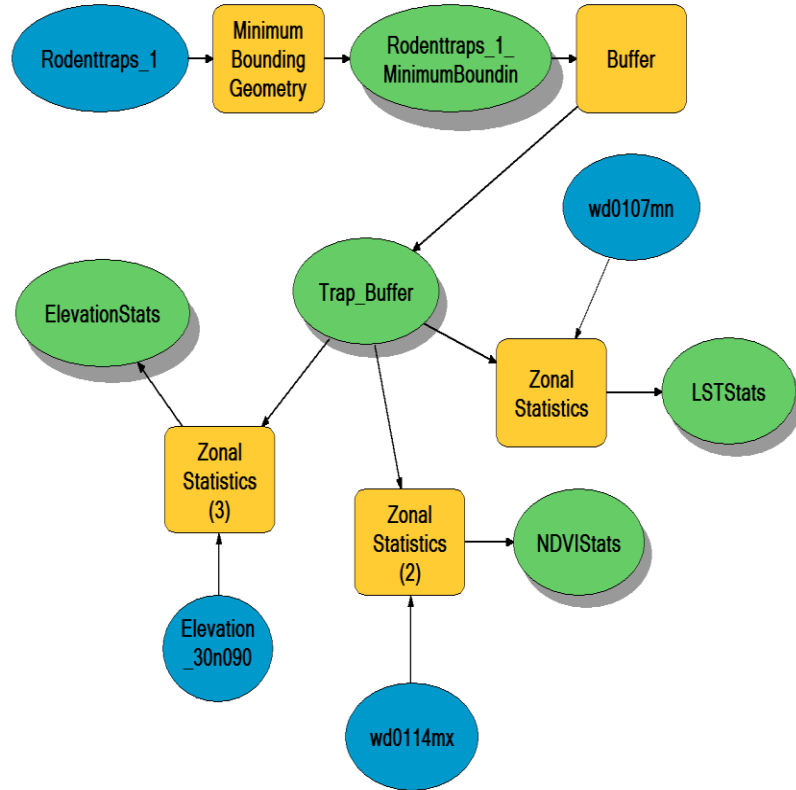 Rodenttraps_1
Minimum
Bounding
Geometry
Rodenttraps_1_
MinimumBoundin
Buffer
wd0107mn
Trap_Buffer
ElevationStats
Zonal
Statistics
LSTStats
Zonal
Statistics
(3)
Zonal
Statistics
(2)
NDVIStats
Elevation
_30n090
wd0114mx